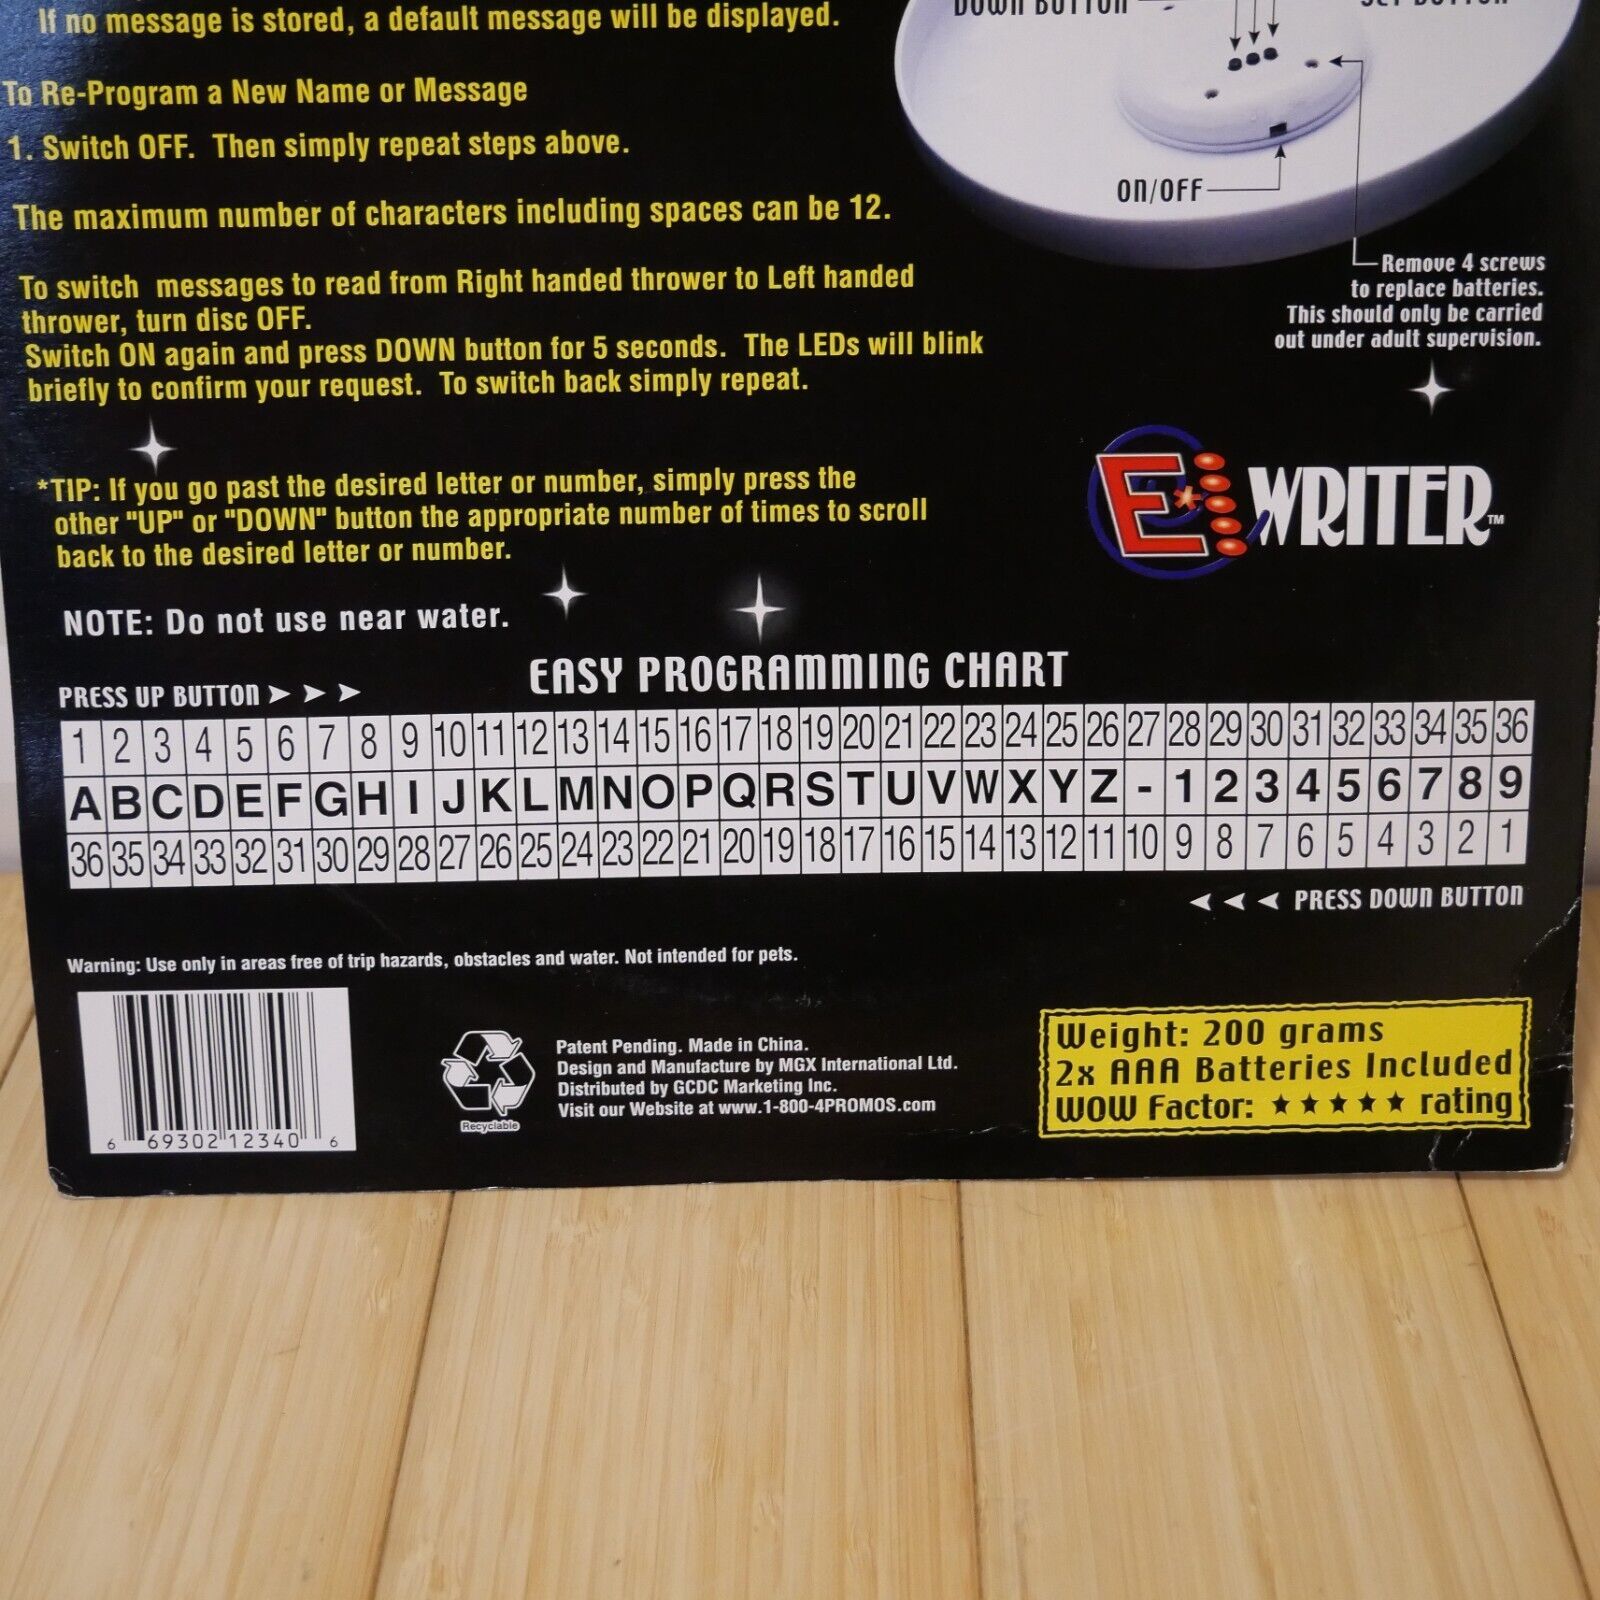 If no message is stored, a default message will be displayed.
DOWN BUTTON
SET BUTTON
To Re-Program a New Name or Message
1. Switch OFF. Then simply repeat steps above.
ON/OFF
The maximum number of characters including spaces can be 12.
Remove 4 screws
to replace batteries.
This should only be carried
out under adult supervision.
To switch messages to read from Right handed thrower to Left handed
thrower, turn disc OFF.
Switch ON again and press DOWN button for 5 seconds. The LEDs will blink
briefly to confirm your request. To switch back simply repeat.
E* WRITER™
*TIP: If you go past the desired letter or number, simply press the
other "UP" or "DOWN" button the appropriate number of times to scroll
back to the desired letter or number.
NOTE: Do not use near water.
EASY PROGRAMMING CHART
PRESS UP BUTTON ➤ ➤ ➤
1 2 3 4 5 6 7 8 9 10 11 12 13 14 15 16 17 18 19 20 21 22 23 24 25 26 27 28 29 30 31 32 33 34 35 36
A B C D E F G H I J K L M N O P Q R S T U V W X Y Z - 1 2 3 4 5 6 7 8 9
36 35 34 33 32 31 30 29 28 27 26 25 24 23 22 21 20 19 18 17 16 15 14 13 12 11 10 9 8 7 6 5 4 3 2 1
PRESS DOWN BUTTON
Warning: Use only in areas free of trip hazards, obstacles and water. Not intended for pets.
6 69302 12340 6
Recyclable
Patent Pending. Made in China.
Design and Manufacture by MGX International Ltd.
Distributed by GCDC Marketing Inc.
Visit our Website at www.1-800-4PROMOS.com
Weight: 200 grams
2x AAA Batteries Included
WOW Factor: ★★★★★ rating